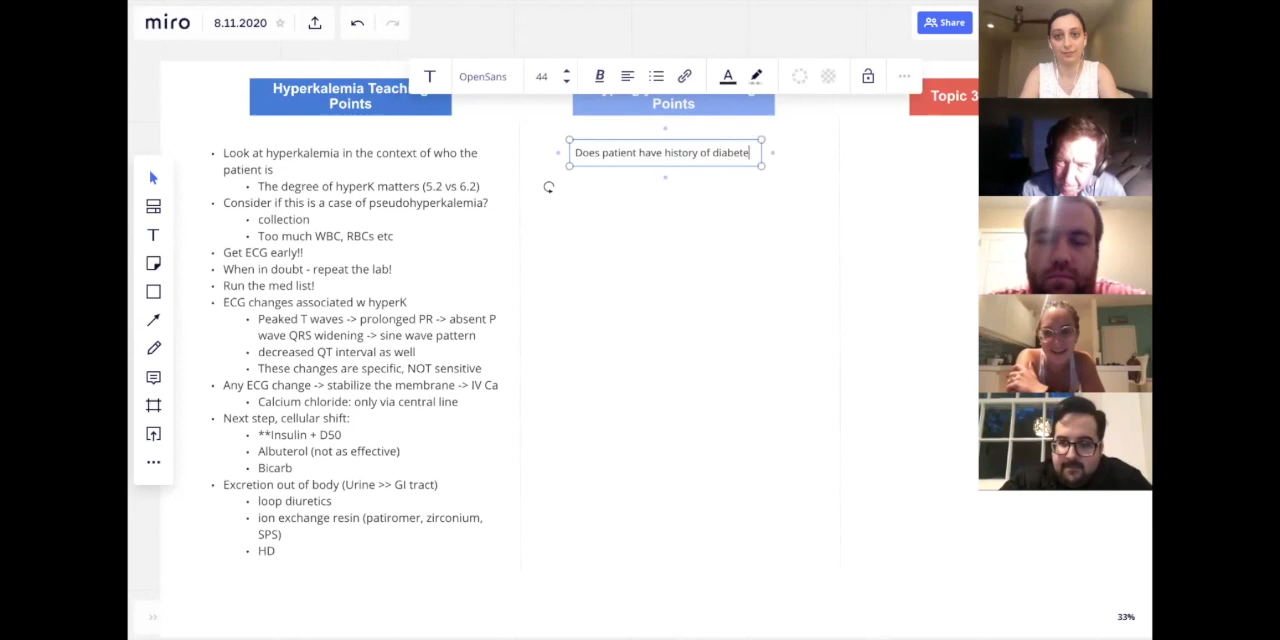 miro
8.11.2020
Share
OpenSans
44
B
A
Hyperkalemia Teaching
Points
Points
Topic 3
Look at hyperkalemia in the context of who the
patient is
The degree of hyperK matters (5.2 vs 6.2)
Consider if this is a case of pseudohyperkalemia?
collection
Too much WBC, RBCs etc
Get ECG early!!
When in doubt - repeat the lab!
Run the med list!
ECG changes associated w hyperK
Peaked T waves -> prolonged PR -> absent P
wave QRS widening -> sine wave pattern
decreased QT interval as well
These changes are specific, NOT sensitive
Any ECG change -> stabilize the membrane -> IV Ca
Calcium chloride: only via central line
Next step, cellular shift:
**Insulin + D50
Albuterol (not as effective)
Bicarb
Excretion out of body (Urine >> GI tract)
loop diuretics
ion exchange resin (patiromer, zirconium,
SPS)
HD
Does patient have history of diabete
33%